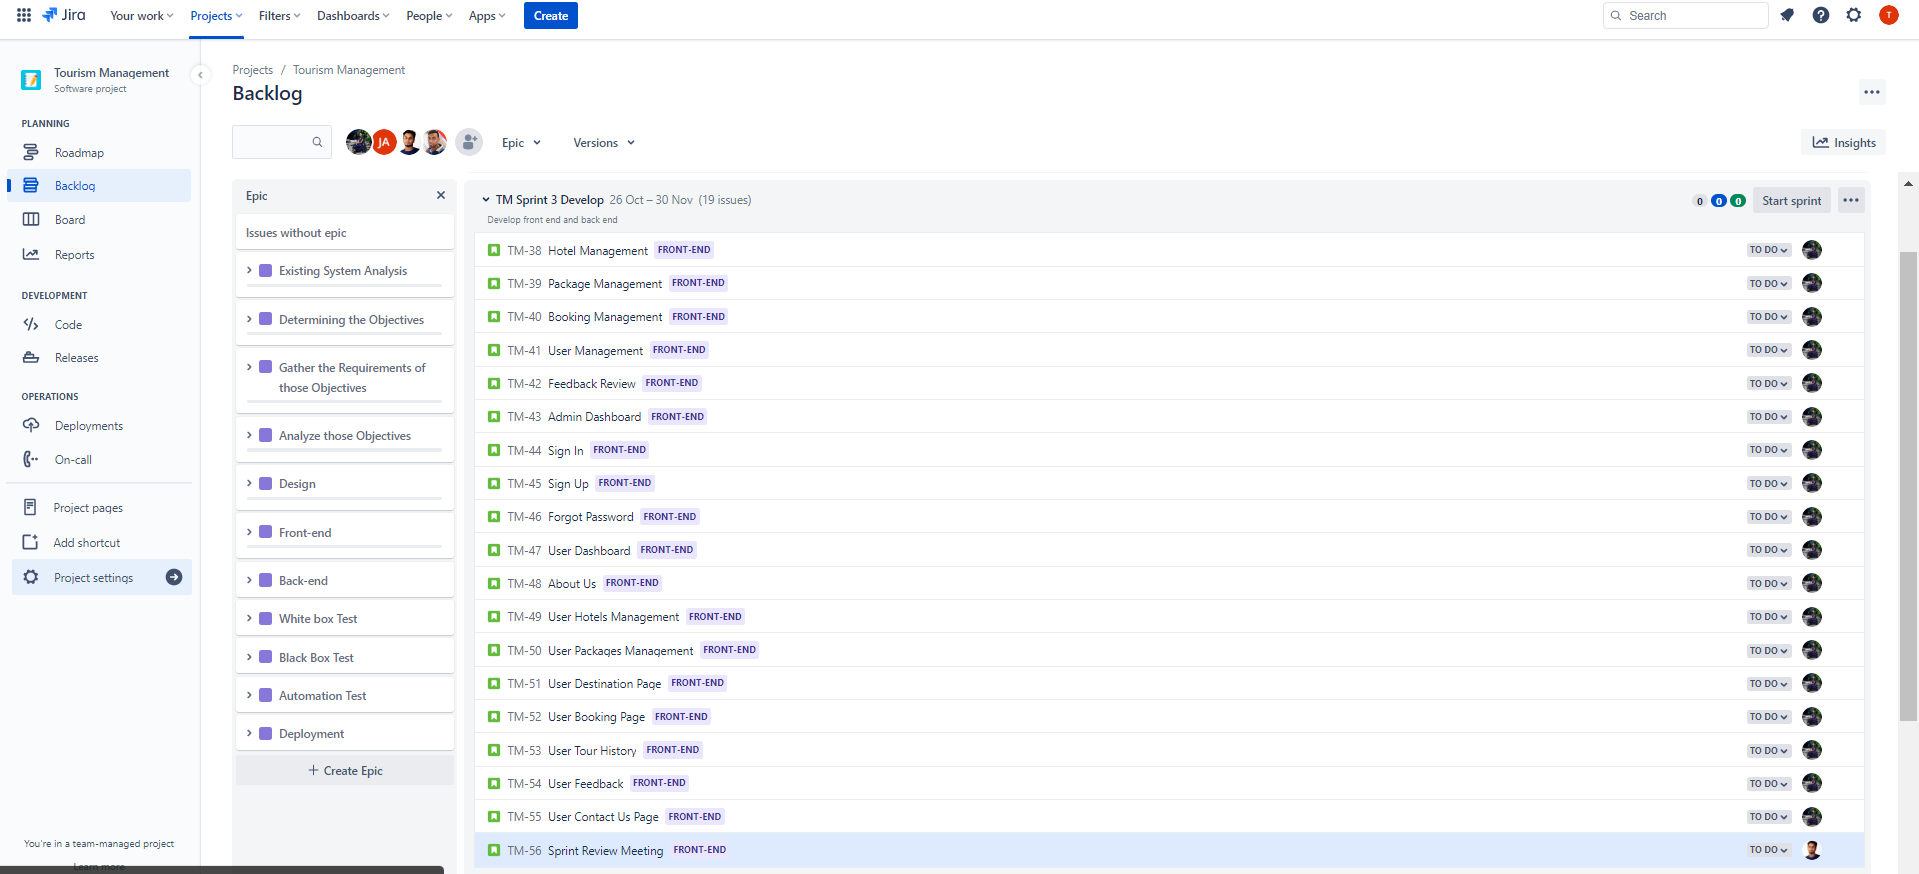 Jira Your work Projects Filters Dashboards People Apps Create Search T
Tourism Management
Software project
PLANNING
Roadmap
Backlog
Board
Reports
DEVELOPMENT
Code
Releases
OPERATIONS
Deployments
On-call
Project pages
Add shortcut
Project settings
You're in a team-managed project
Learn more
Projects / Tourism Management
Backlog
JA Epic Versions Insights
Epic
Issues without epic
Existing System Analysis
Determining the Objectives
Gather the Requirements of
those Objectives
Analyze those Objectives
Design
Front-end
Back-end
White box Test
Black Box Test
Automation Test
Deployment
+ Create Epic
TM Sprint 3 Develop 26 Oct – 30 Nov (19 issues) 0 0 0 Start sprint
Develop front end and back end
TM-38 Hotel Management FRONT-END TO DO
TM-39 Package Management FRONT-END TO DO
TM-40 Booking Management FRONT-END TO DO
TM-41 User Management FRONT-END TO DO
TM-42 Feedback Review FRONT-END TO DO
TM-43 Admin Dashboard FRONT-END TO DO
TM-44 Sign In FRONT-END TO DO
TM-45 Sign Up FRONT-END TO DO
TM-46 Forgot Password FRONT-END TO DO
TM-47 User Dashboard FRONT-END TO DO
TM-48 About Us FRONT-END TO DO
TM-49 User Hotels Management FRONT-END TO DO
TM-50 User Packages Management FRONT-END TO DO
TM-51 User Destination Page FRONT-END TO DO
TM-52 User Booking Page FRONT-END TO DO
TM-53 User Tour History FRONT-END TO DO
TM-54 User Feedback FRONT-END TO DO
TM-55 User Contact Us Page FRONT-END TO DO
TM-56 Sprint Review Meeting FRONT-END TO DO